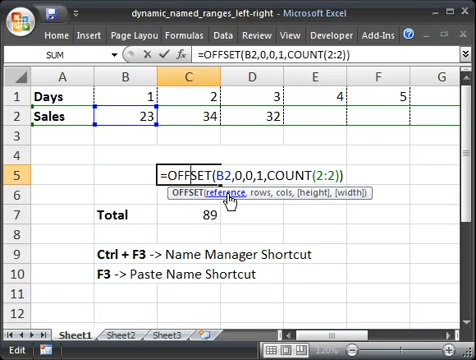 dynamic_named_ranges_left-right - Microsoft Excel
Home Insert Page Layou Formulas Data Review View Developer Add-Ins
SUM =OFFSET(B2,0,0,1,COUNT(2:2))
A B C D E F G
1 Days 1 2 3 4 5
2 Sales 23 34 32
3
4
5 =OFFSET(B2,0,0,1,COUNT(2:2))
6 OFFSET(reference, rows, cols, [height], [width])
7 Total 89
8
9 Ctrl + F3 -> Name Manager Shortcut
10 F3 -> Paste Name Shortcut
11
12
Sheet1 Sheet2 Sheet3
Edit 120%